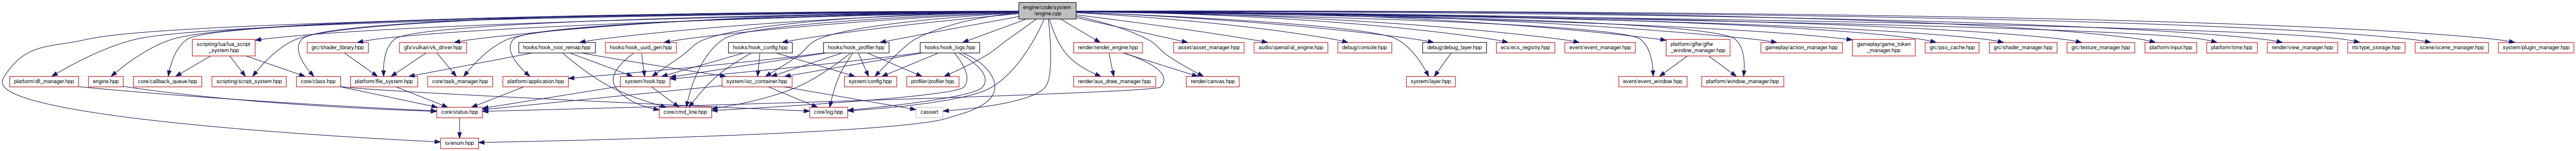 engine/code/system
/engine.cpp
scripting/lua/lua_script
_system.hpp
grc/shader_library.hpp
gfx/vulkan/vk_driver.hpp
hooks/hook_root_remap.hpp
hooks/hook_uuid_gen.hpp
hooks/hook_config.hpp
hooks/hook_profiler.hpp
hooks/hook_logs.hpp
render/render_engine.hpp
asset/asset_manager.hpp
audio/openal/al_engine.hpp
debug/console.hpp
debug/debug_layer.hpp
ecs/ecs_registry.hpp
event/event_manager.hpp
platform/glfw/glfw
_window_manager.hpp
gameplay/action_manager.hpp
gameplay/game_token
_manager.hpp
grc/pso_cache.hpp
grc/shader_manager.hpp
grc/texture_manager.hpp
platform/input.hpp
platform/time.hpp
render/view_manager.hpp
rtti/type_storage.hpp
scene/scene_manager.hpp
system/plugin_manager.hpp
platform/dll_manager.hpp
engine.hpp
core/callback_queue.hpp
scripting/script_system.hpp
core/class.hpp
platform/file_system.hpp
core/task_manager.hpp
platform/application.hpp
system/hook.hpp
system/ioc_container.hpp
system/config.hpp
profiler/profiler.hpp
render/aux_draw_manager.hpp
render/canvas.hpp
system/layer.hpp
event/event_window.hpp
platform/window_manager.hpp
core/status.hpp
core/cmd_line.hpp
core/log.hpp
cassert
io/enum.hpp